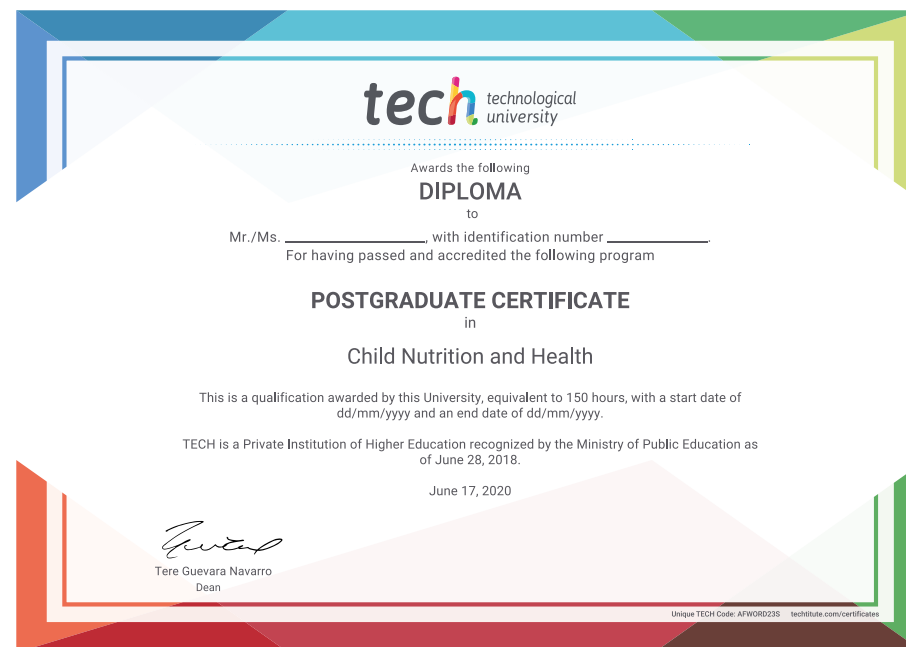 tech technological
university
Awards the following
DIPLOMA
to
Mr./Ms. ____________________, with identification number ______________.
For having passed and accredited the following program
POSTGRADUATE CERTIFICATE
in
Child Nutrition and Health
This is a qualification awarded by this University, equivalent to 150 hours, with a start date of
dd/mm/yyyy and an end date of dd/mm/yyyy.
TECH is a Private Institution of Higher Education recognized by the Ministry of Public Education as
of June 28, 2018.
June 17, 2020
Tere Guevara Navarro
Dean
Unique TECH Code: AFWORD23S techtitute.com/certificates